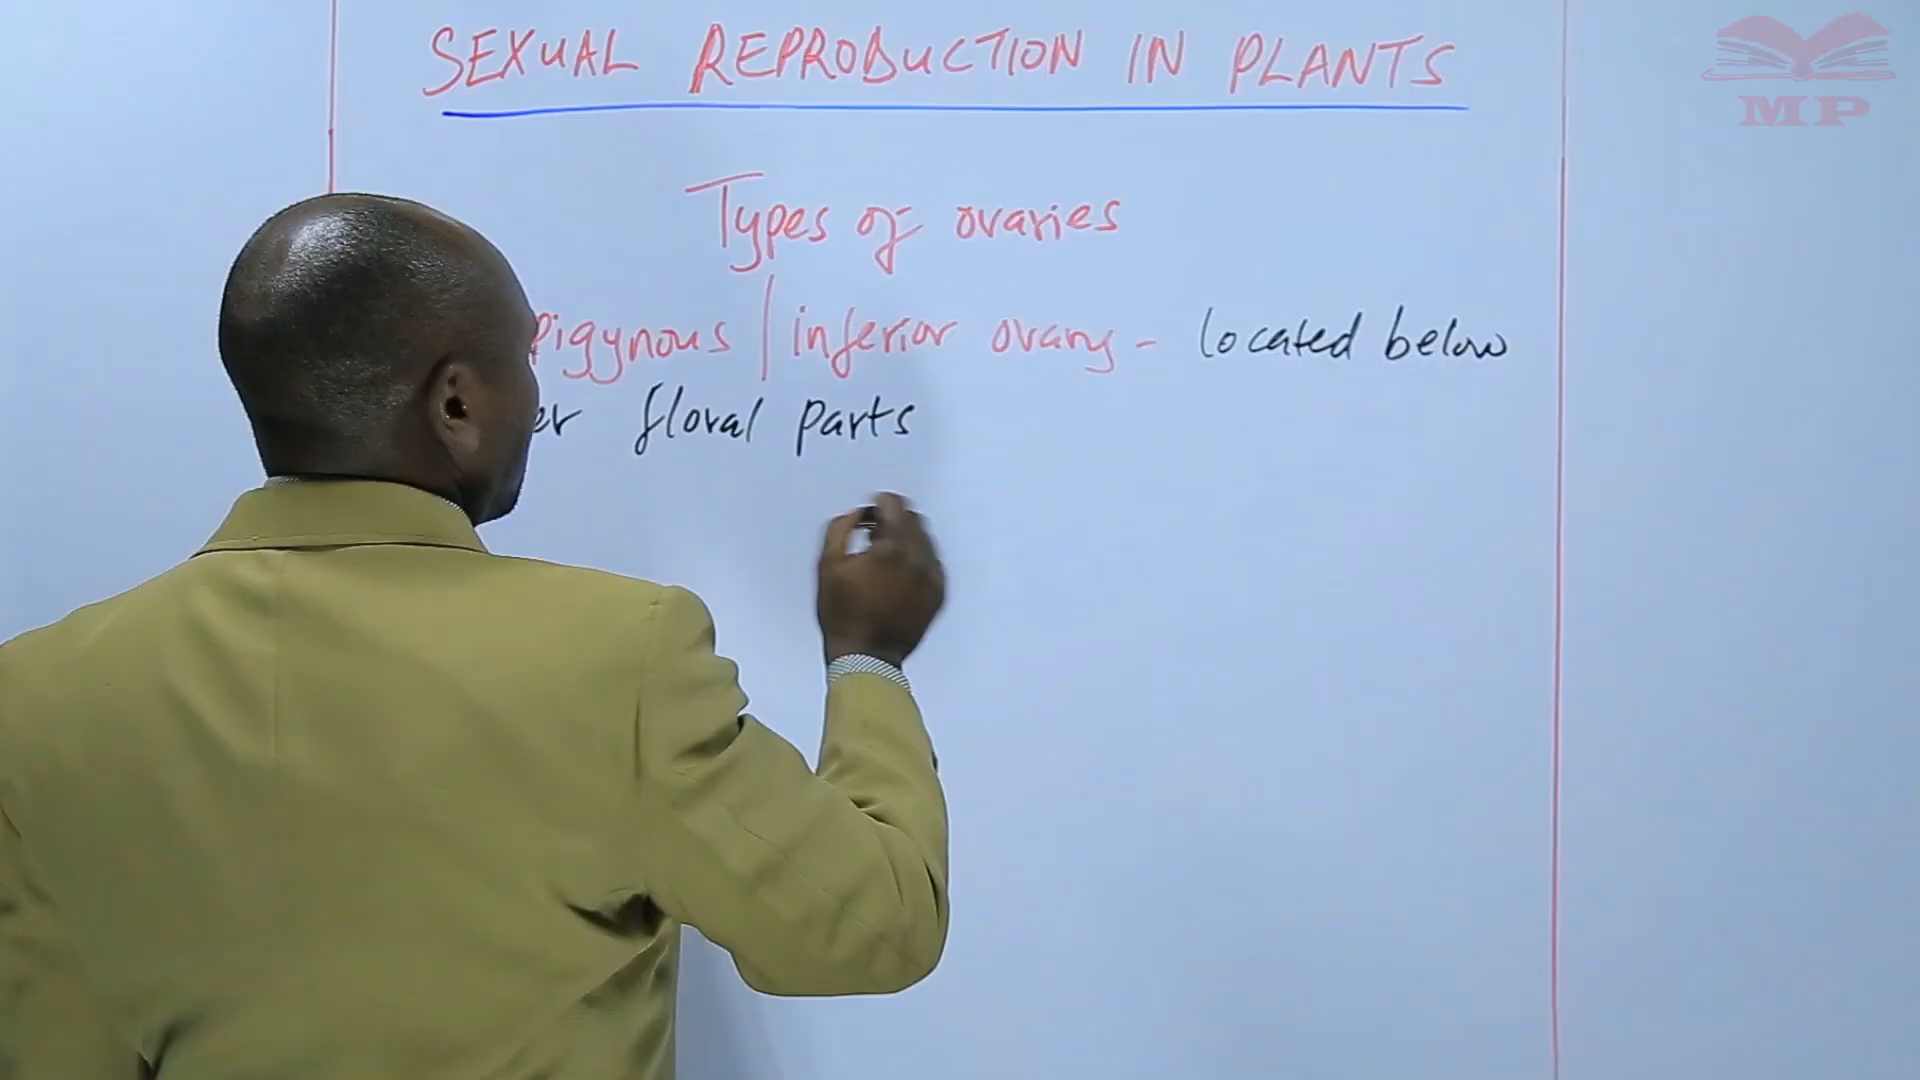 SEXUAL REPRODUCTION IN PLANTS
MP
Types of ovaries
pigynous / inferior ovary - located below
er floral parts